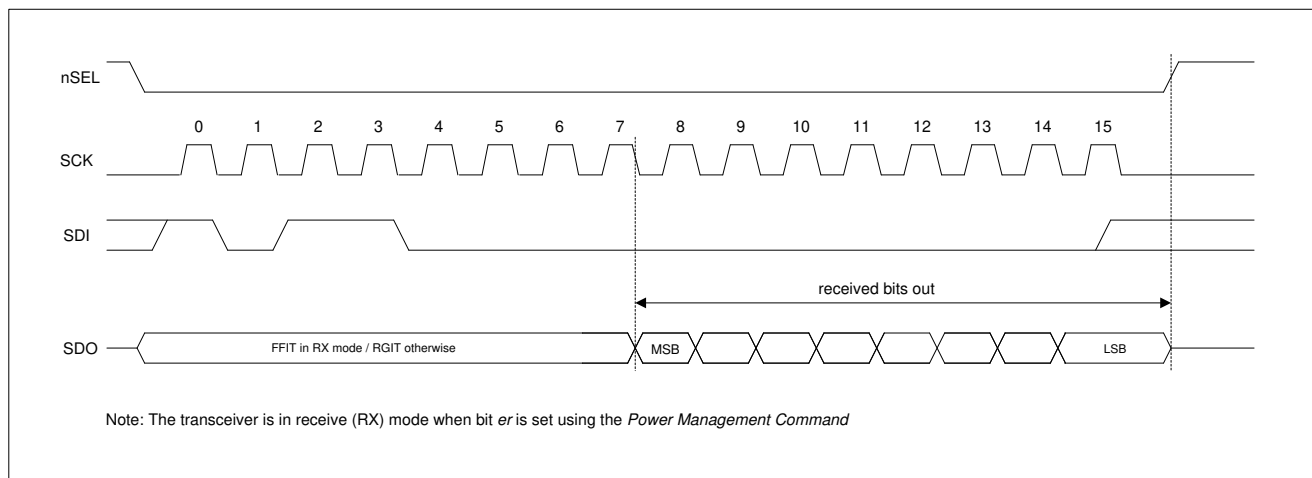 nSEL
0 1 2 3 4 5 6 7 8 9 10 11 12 13 14 15
SCK
SDI
received bits out
SDO FFIT in RX mode / RGIT otherwise MSB LSB
Note: The transceiver is in receive (RX) mode when bit er is set using the Power Management Command